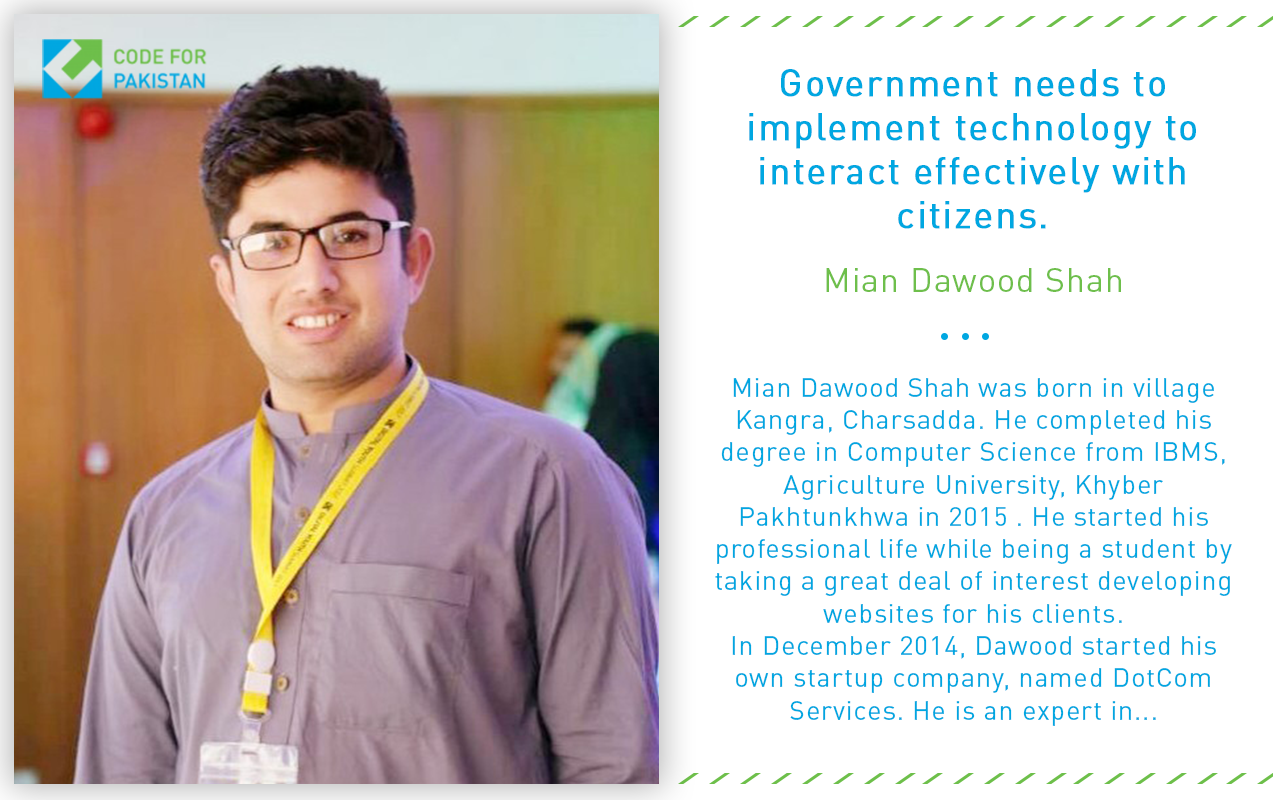 CODE FOR
PAKISTAN
Government needs to
implement technology to
interact effectively with
citizens.
Mian Dawood Shah
Mian Dawood Shah was born in village
Kangra, Charsadda. He completed his
degree in Computer Science from IBMS,
Agriculture University, Khyber
Pakhtunkhwa in 2015 . He started his
professional life while being a student by
taking a great deal of interest developing
websites for his clients.
In December 2014, Dawood started his
own startup company, named DotCom
Services. He is an expert in...